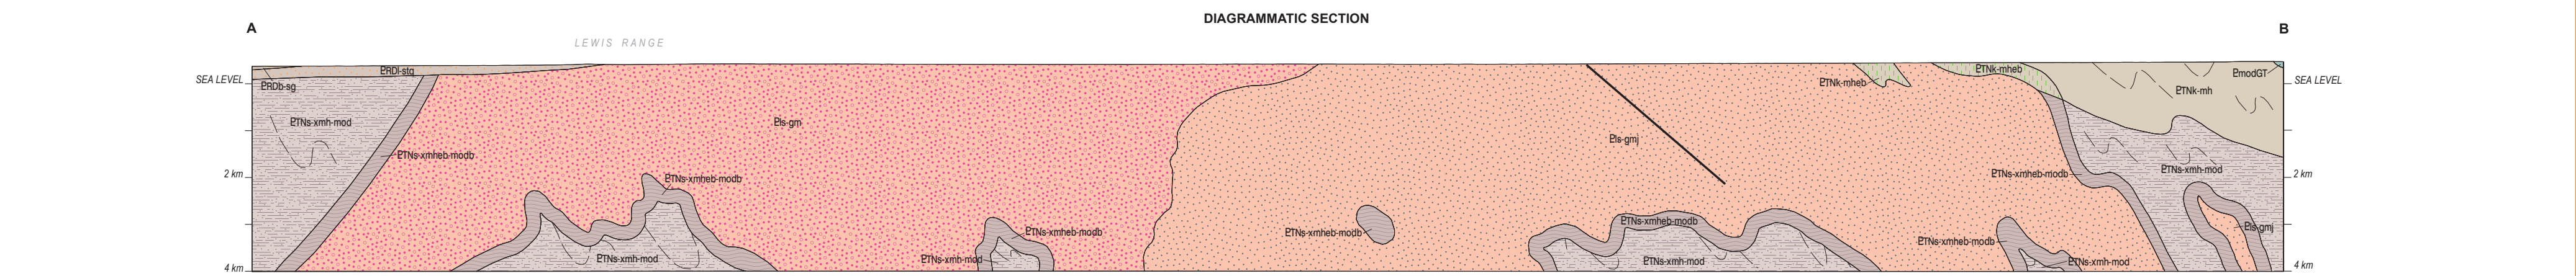 DIAGRAMMATIC SECTION
A
B
LEWIS RANGE
SEA LEVEL
SEA LEVEL
2 km
2 km
4 km
4 km
ꟼRDl-stg
ꟼRDb-sg
ꟼTNs-xmh-mod
ꟼTNs-xmheb-modb
ꟼls-gm
ꟼTNs-xmheb-modb
ꟼTNs-xmh-mod
ꟼTNs-xmheb-modb
ꟼTNs-xmh-mod
ꟼTNs-xmheb-modb
ꟼls-gmj
ꟼTNs-xmheb-modb
ꟼTNs-xmh-mod
ꟼTNk-mheb
ꟼTNk-mheb
ꟼmodGT
ꟼTNk-mh
ꟼTNs-xmheb-modb
ꟼTNs-xmh-mod
ꟼls-gmj
ꟼTNs-xmheb-modb
ꟼTNs-xmh-mod